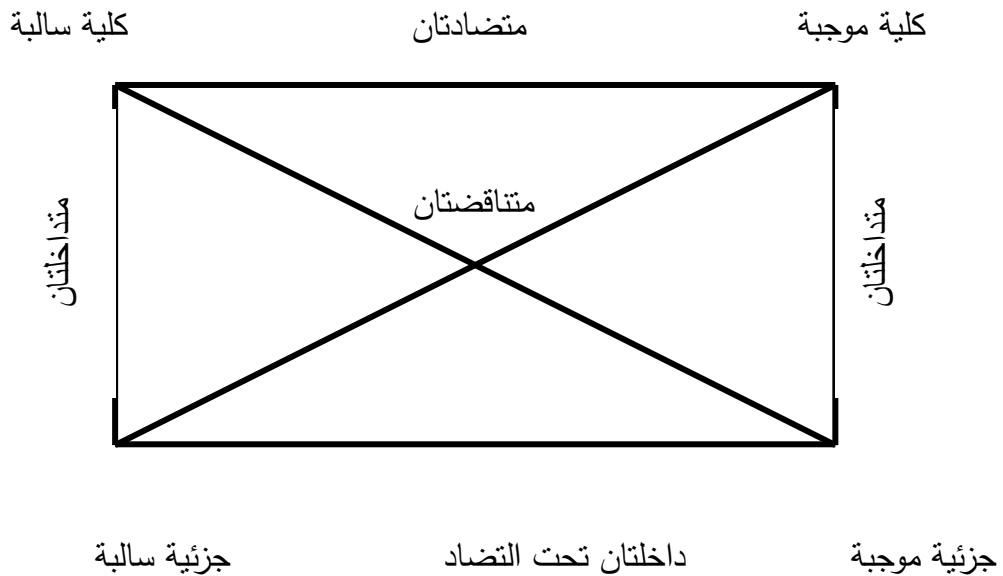 كلية موجبة
متضادتان
كلية سالبة
متناقضتان
متداخلتان
متداخلتان
جزئية موجبة
داخلتان تحت التضاد
جزئية سالبة